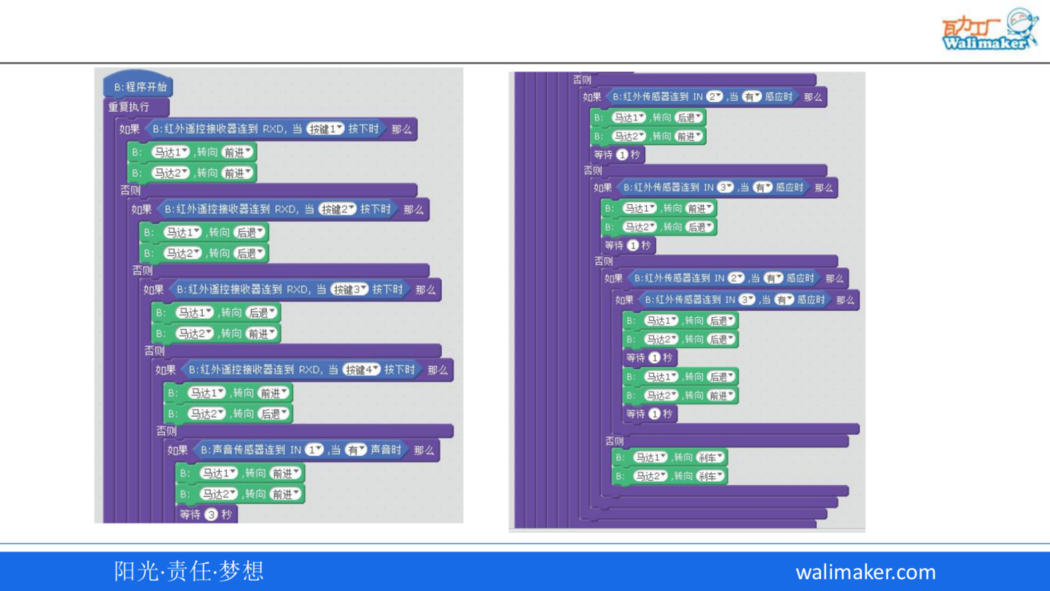 瓦力工厂
Walimaker
B:程序开始
重复执行
如果 B:红外遥控接收器连到 RXD, 当 按键1 按下时 那么
B: 马达1 ,转向 前进
B: 马达2 ,转向 前进
否则
如果 B:红外遥控接收器连到 RXD, 当 按键2 按下时 那么
B: 马达1 ,转向 后退
B: 马达2 ,转向 后退
否则
如果 B:红外遥控接收器连到 RXD, 当 按键3 按下时 那么
B: 马达1 ,转向 后退
B: 马达2 ,转向 前进
否则
如果 B:红外遥控接收器连到 RXD, 当 按键4 按下时 那么
B: 马达1 ,转向 前进
B: 马达2 ,转向 后退
否则
如果 B:声音传感器连到 IN 1 ,当 有 声音时 那么
B: 马达1 ,转向 前进
B: 马达2 ,转向 前进
等待 3 秒
否则
如果 B:红外传感器连到 IN 2 ,当 有 感应时 那么
B: 马达1 ,转向 后退
B: 马达2 ,转向 前进
等待 1 秒
否则
如果 B:红外传感器连到 IN 3 ,当 有 感应时 那么
B: 马达1 ,转向 前进
B: 马达2 ,转向 后退
等待 1 秒
否则
如果 B:红外传感器连到 IN 2 ,当 有 感应时 那么
如果 B:红外传感器连到 IN 3 ,当 有 感应时 那么
B: 马达1 ,转向 后退
B: 马达2 ,转向 后退
等待 1 秒
B: 马达1 ,转向 后退
B: 马达2 ,转向 前进
等待 1 秒
否则
B: 马达1 ,转向 刹车
B: 马达2 ,转向 刹车
阳光·责任·梦想
walimaker.com